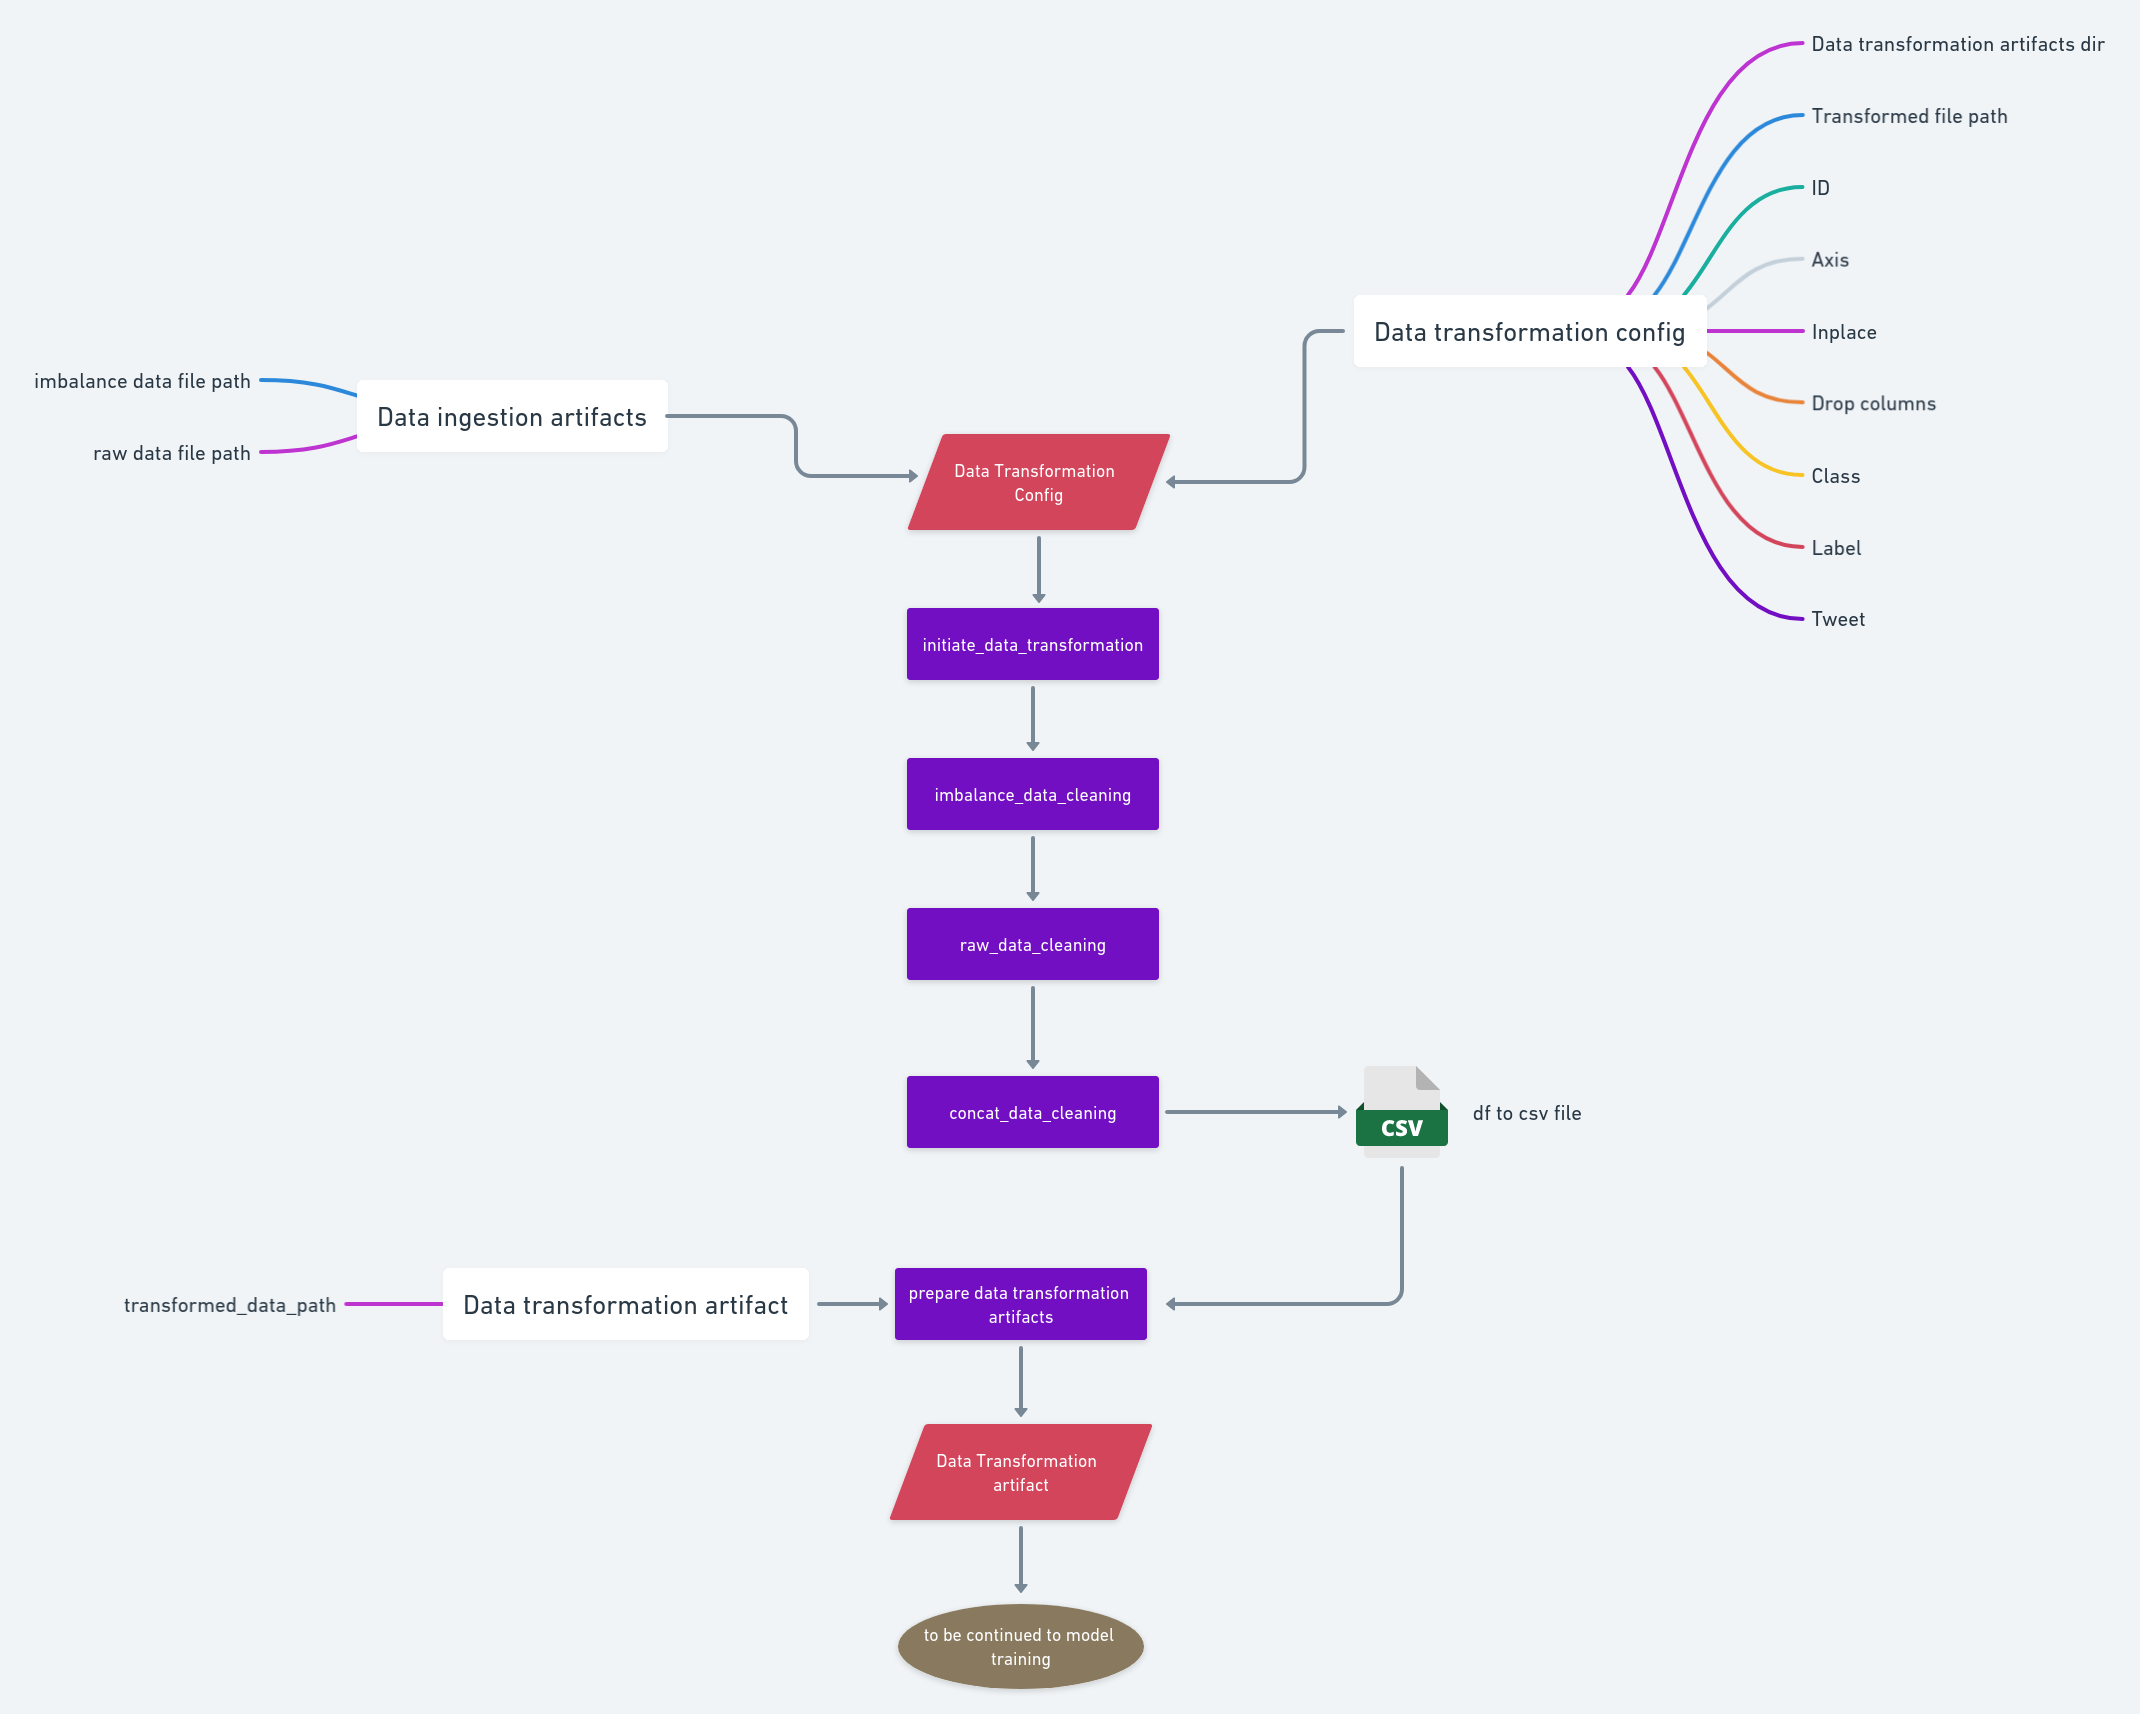 Data transformation artifacts dir
Transformed file path
ID
Axis
Data transformation config
Inplace
Drop columns
Class
Label
Tweet
imbalance data file path
Data ingestion artifacts
raw data file path
Data Transformation
Config
initiate_data_transformation
imbalance_data_cleaning
raw_data_cleaning
concat_data_cleaning
CSV
df to csv file
transformed_data_path
Data transformation artifact
prepare data transformation
artifacts
Data Transformation
artifact
to be continued to model
training